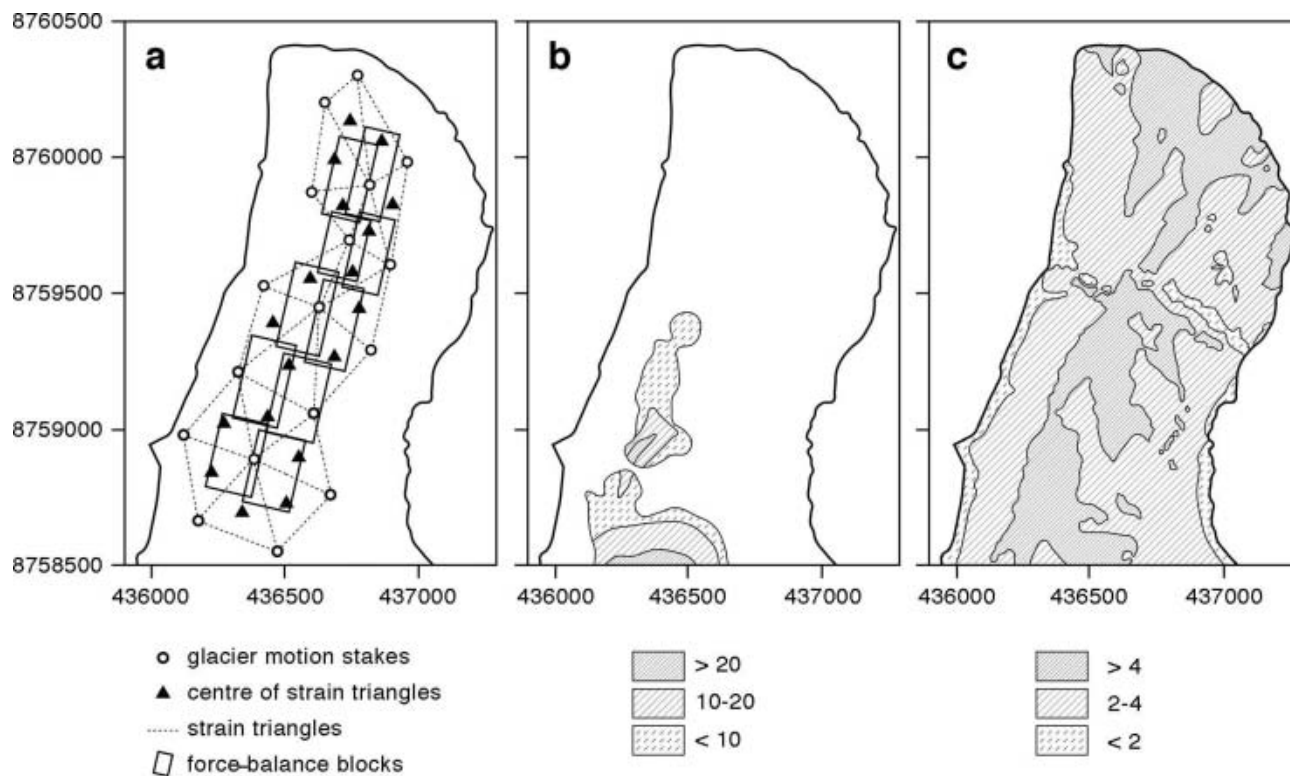 8760500
8760000
8759500
8759000
8758500
a
b
c
436000 436500 437000
436000 436500 437000
436000 436500 437000
glacier motion stakes
centre of strain triangles
strain triangles
force-balance blocks
> 20
10-20
< 10
> 4
2-4
< 2